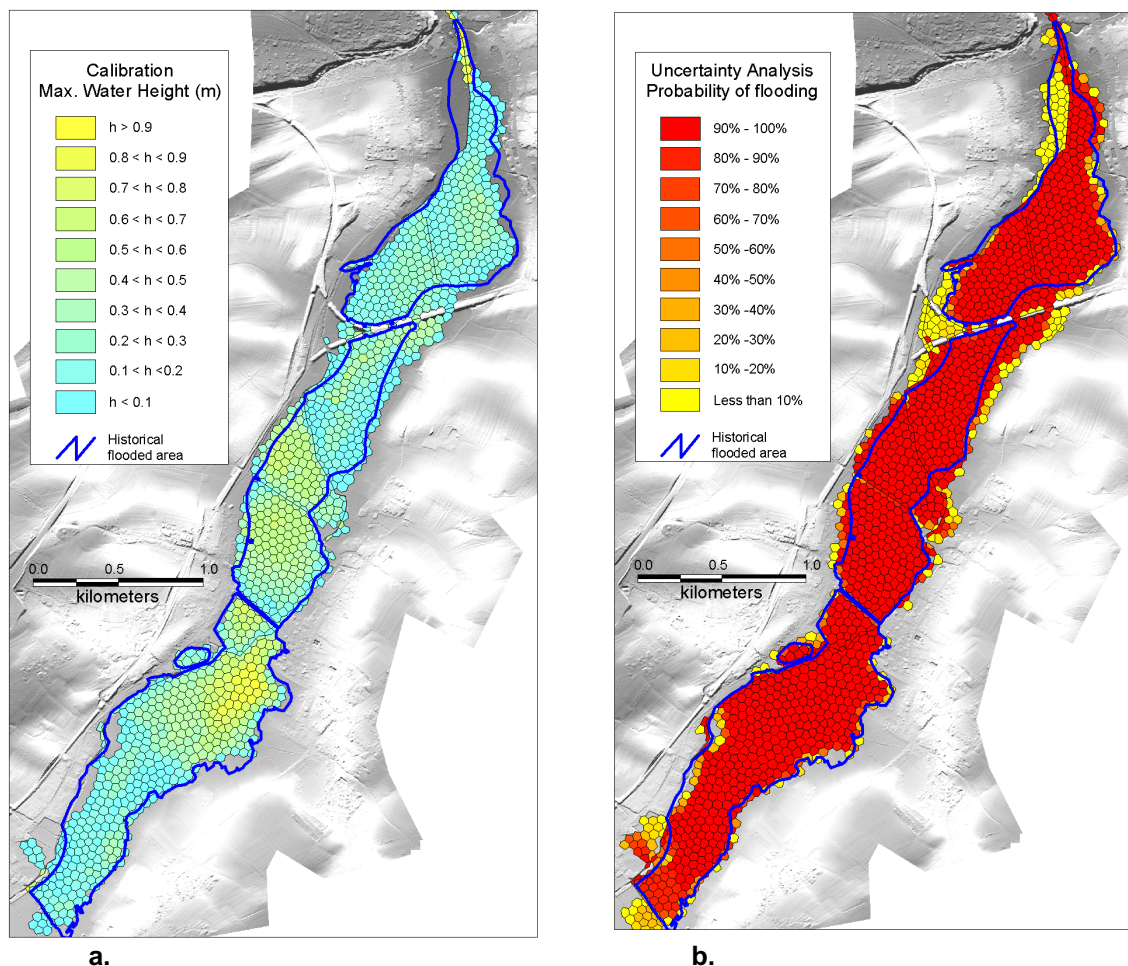 Calibration
Max. Water Height (m)
h > 0.9
0.8 < h < 0.9
0.7 < h < 0.8
0.6 < h < 0.7
0.5 < h < 0.6
0.4 < h < 0.5
0.3 < h < 0.4
0.2 < h < 0.3
0.1 < h <0.2
h < 0.1
Historical
flooded area
0.0 0.5 1.0
kilometers
a.
Uncertainty Analysis
Probability of flooding
90% - 100%
80% - 90%
70% - 80%
60% - 70%
50% -60%
40% -50%
30% -40%
20% -30%
10% -20%
Less than 10%
Historical
flooded area
0.0 0.5 1.0
kilometers
b.